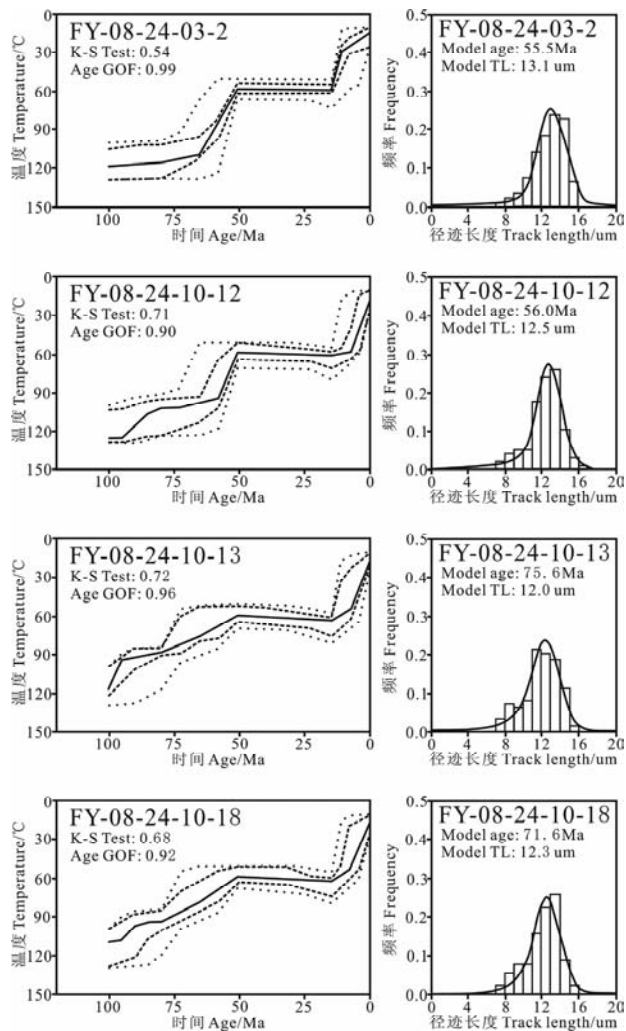 FY-08-24-03-2
K-S Test: 0.54
Age GOF: 0.99
温度 Temperature/℃
30
60
90
120
150
100 75 50 25 0
时间 Age/Ma
FY-08-24-03-2
Model age: 55.5Ma
Model TL: 13.1 um
频率 Frequency
0.5
0.4
0.3
0.2
0.1
0
0 4 8 12 16 20
径迹长度 Track length/um
FY-08-24-10-12
K-S Test: 0.71
Age GOF: 0.90
温度 Temperature/℃
30
60
90
120
150
100 75 50 25 0
时间 Age/Ma
FY-08-24-10-12
Model age: 56.0Ma
Model TL: 12.5 um
频率 Frequency
0.5
0.4
0.3
0.2
0.1
0.0
0 4 8 12 16 20
径迹长度 Track length/um
FY-08-24-10-13
K-S Test: 0.72
Age GOF: 0.96
温度 Temperature/℃
0
30
60
90
120
150
100 75 50 25 0
时间 Age/Ma
FY-08-24-10-13
Model age: 75.6Ma
Model TL: 12.0 um
频率 Frequency
0.5
0.4
0.3
0.2
0.1
0.0
0 4 8 12 16 20
径迹长度 Track length/um
FY-08-24-10-18
K-S Test: 0.68
Age GOF: 0.92
温度 Temperature/℃
0
30
60
90
120
150
100 75 50 25 0
时间 Age/Ma
FY-08-24-10-18
Model age: 71.6Ma
Model TL: 12.3 um
频率 Frequency
0.5
0.4
0.3
0.2
0.1
0.0
0 4 8 12 16 20
径迹长度 Track length/um